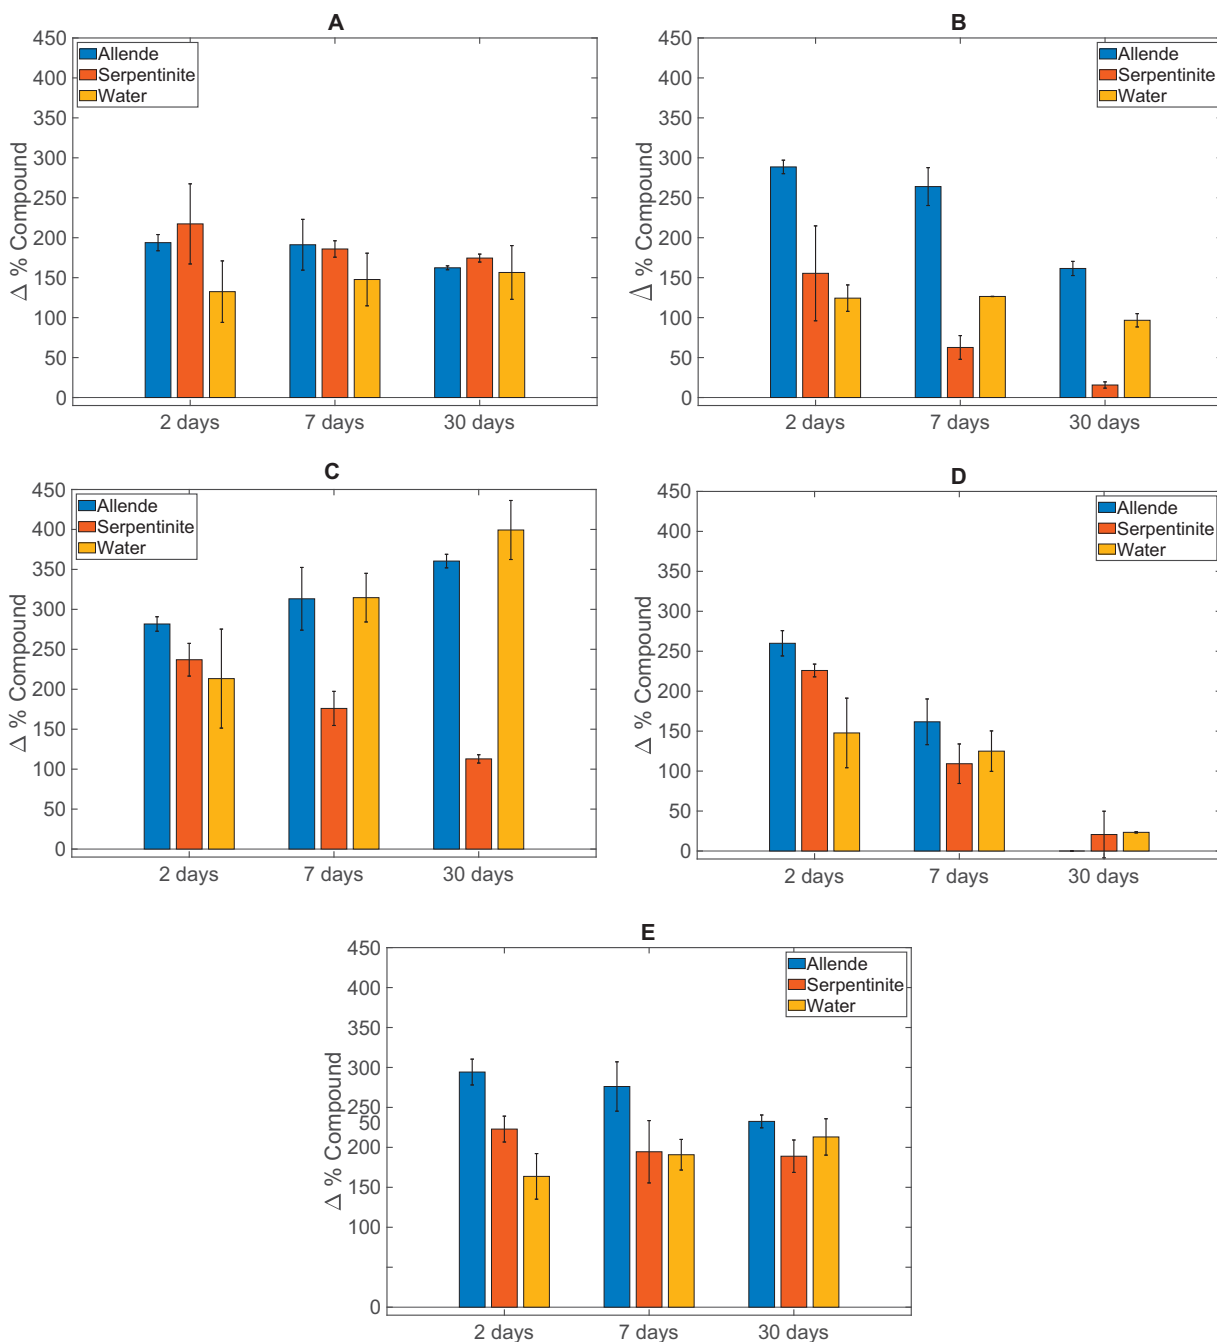 A
450
400
350
300
250
200
150
100
50
0
Δ % Compound
Allende
Serpentinite
Water
2 days 7 days 30 days
B
450
400
350
300
250
200
150
100
50
0
Δ % Compound
Allende
Serpentinite
Water
2 days 7 days 30 days
C
450
400
350
300
250
200
150
100
50
0
Δ % Compound
Allende
Serpentinite
Water
2 days 7 days 30 days
D
450
400
350
300
250
200
150
100
50
0
Δ % Compound
Allende
Serpentinite
Water
2 days 7 days 30 days
E
450
400
350
300
250
50
200
150
100
0
Δ % Compound
Allende
Serpentinite
Water
2 days 7 days 30 days